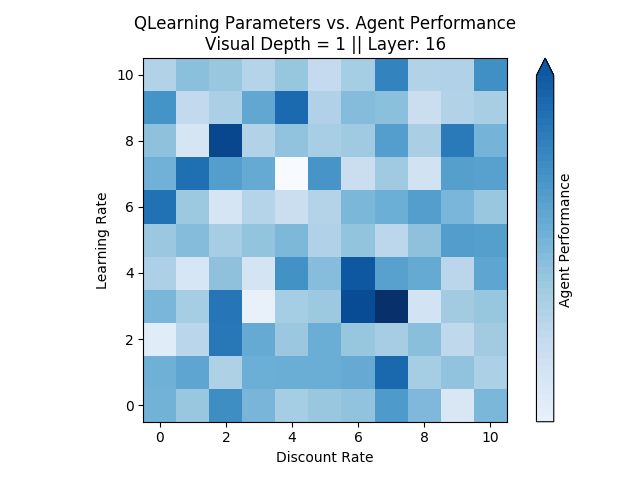 QLearning Parameters vs. Agent Performance
Visual Depth = 1 || Layer: 16
10
8
6
4
2
0
Learning Rate
0 2 4 6 8 10
Discount Rate
Agent Performance